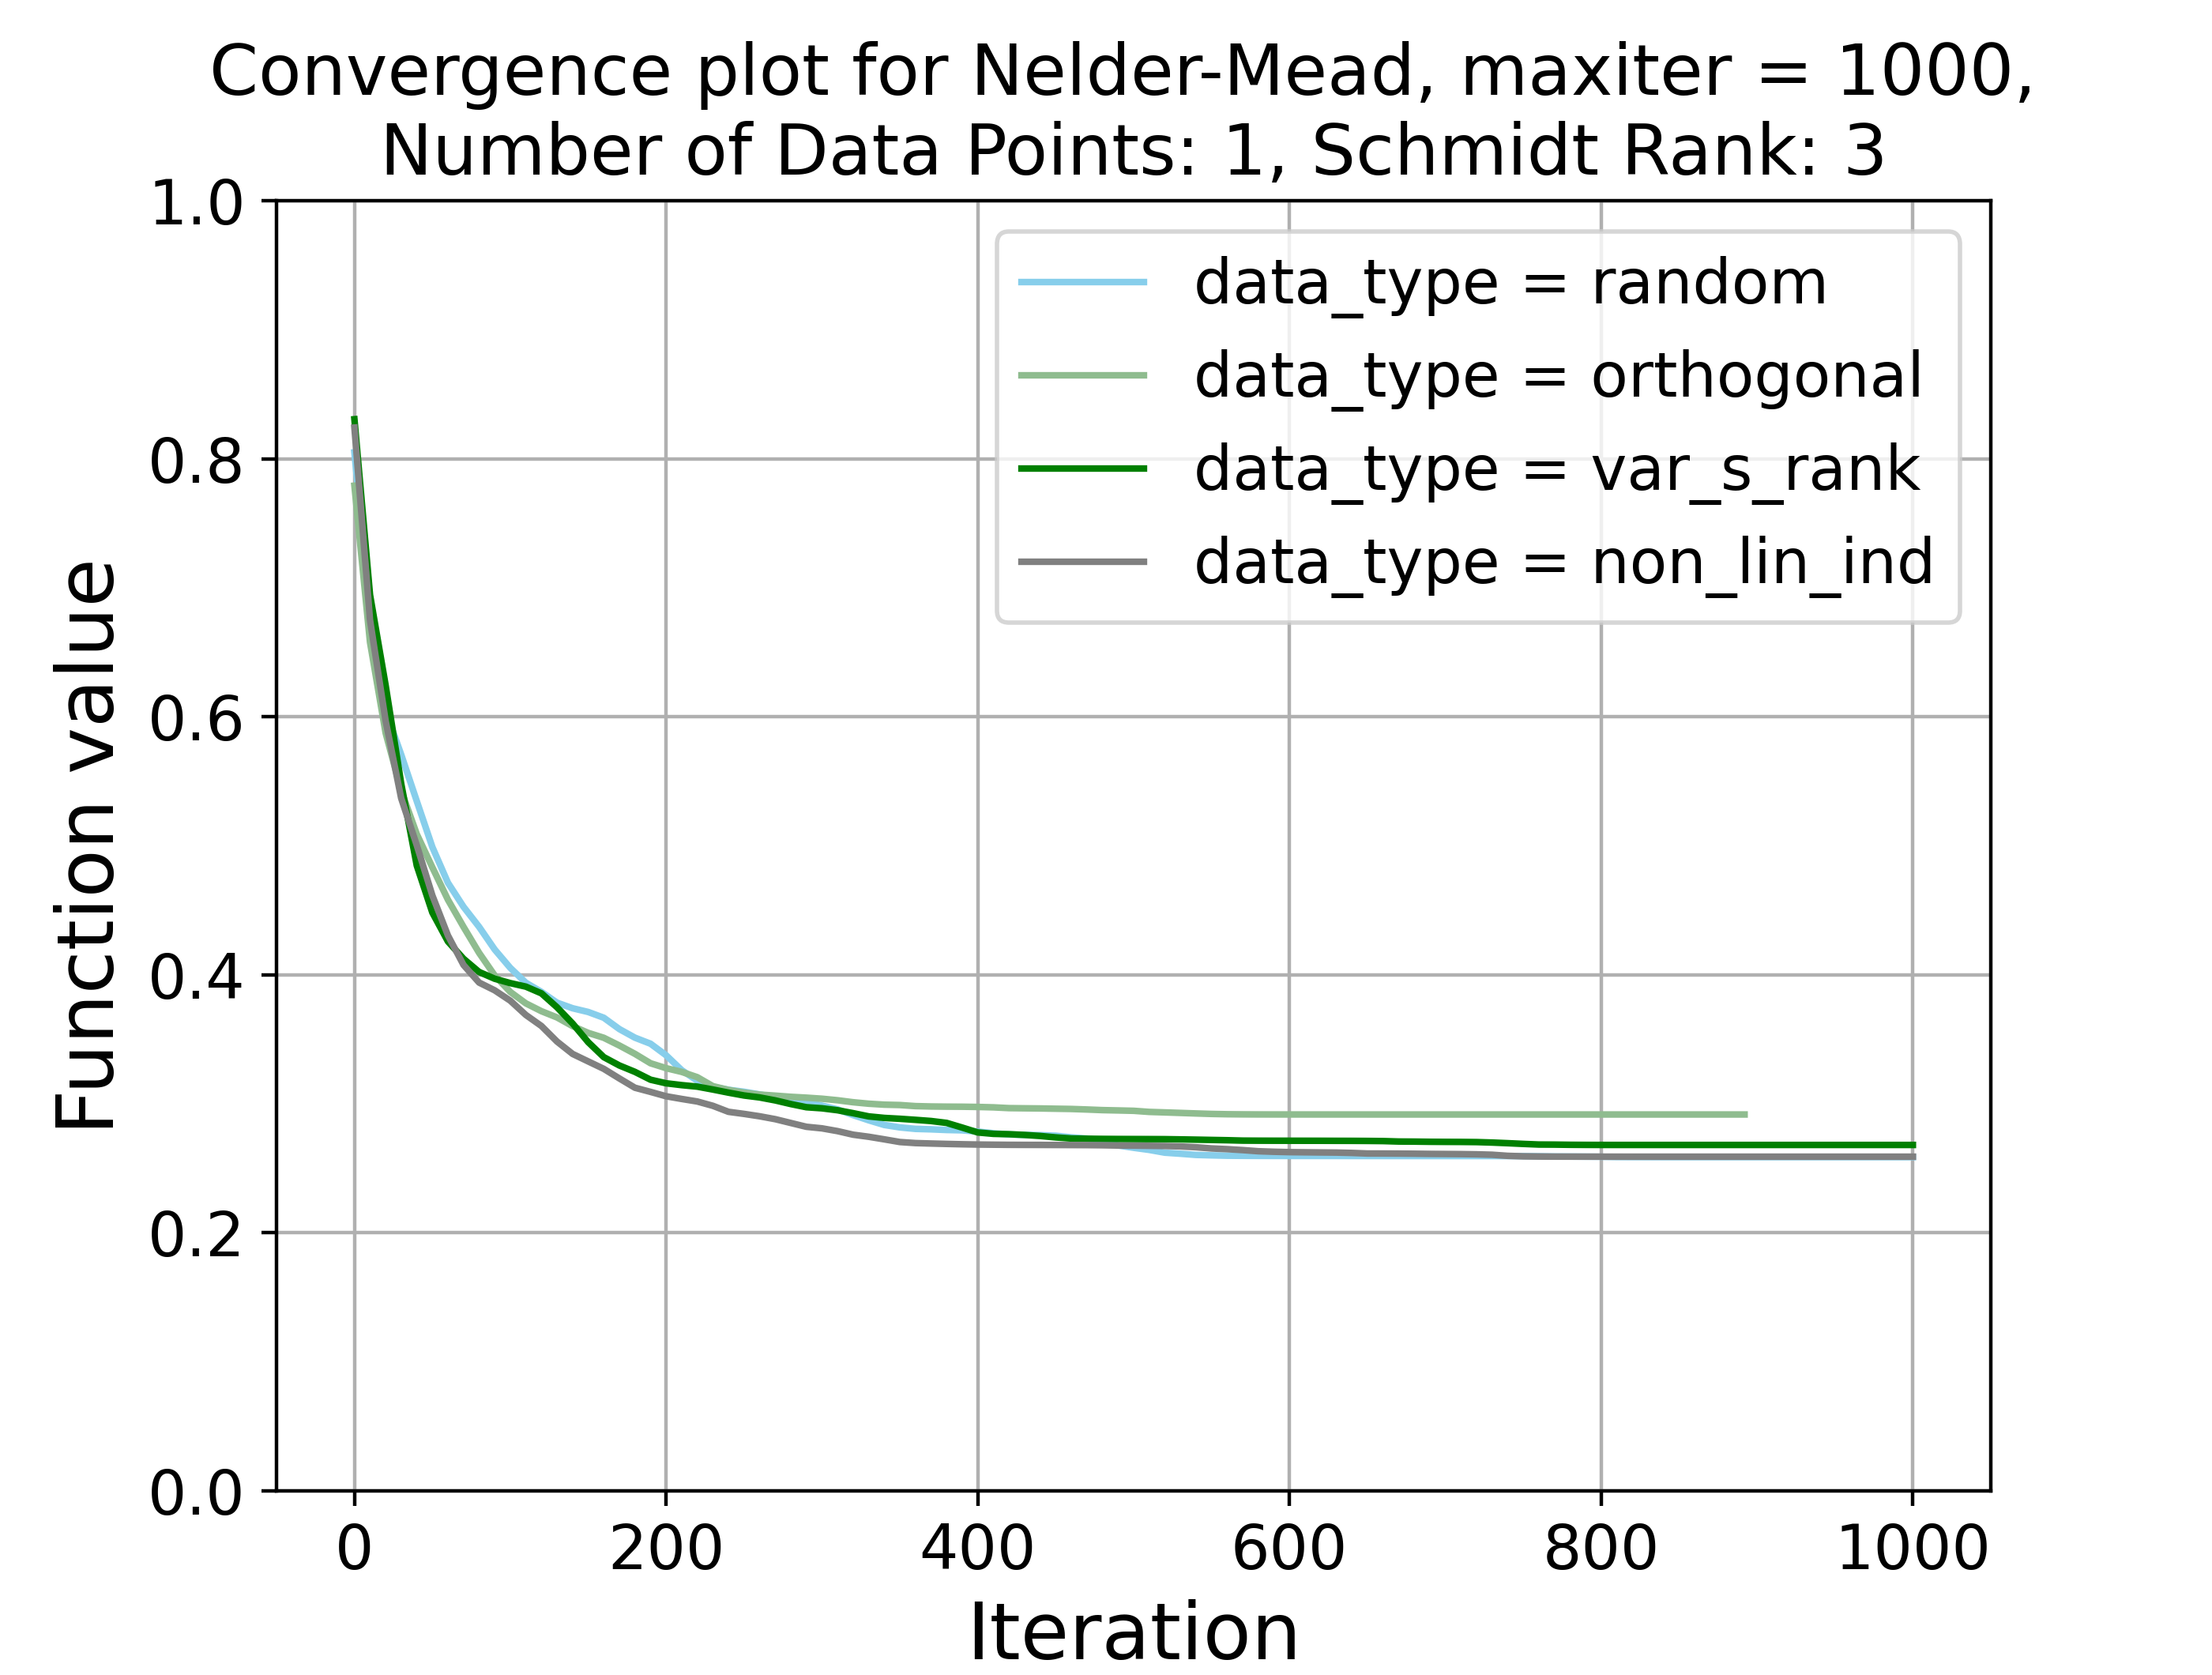 Convergence plot for Nelder-Mead, maxiter = 1000,
Number of Data Points: 1, Schmidt Rank: 3
1.0
0.8
0.6
0.4
0.2
0.0
Function value
data_type = random
data_type = orthogonal
data_type = var_s_rank
data_type = non_lin_ind
0 200 400 600 800 1000
Iteration